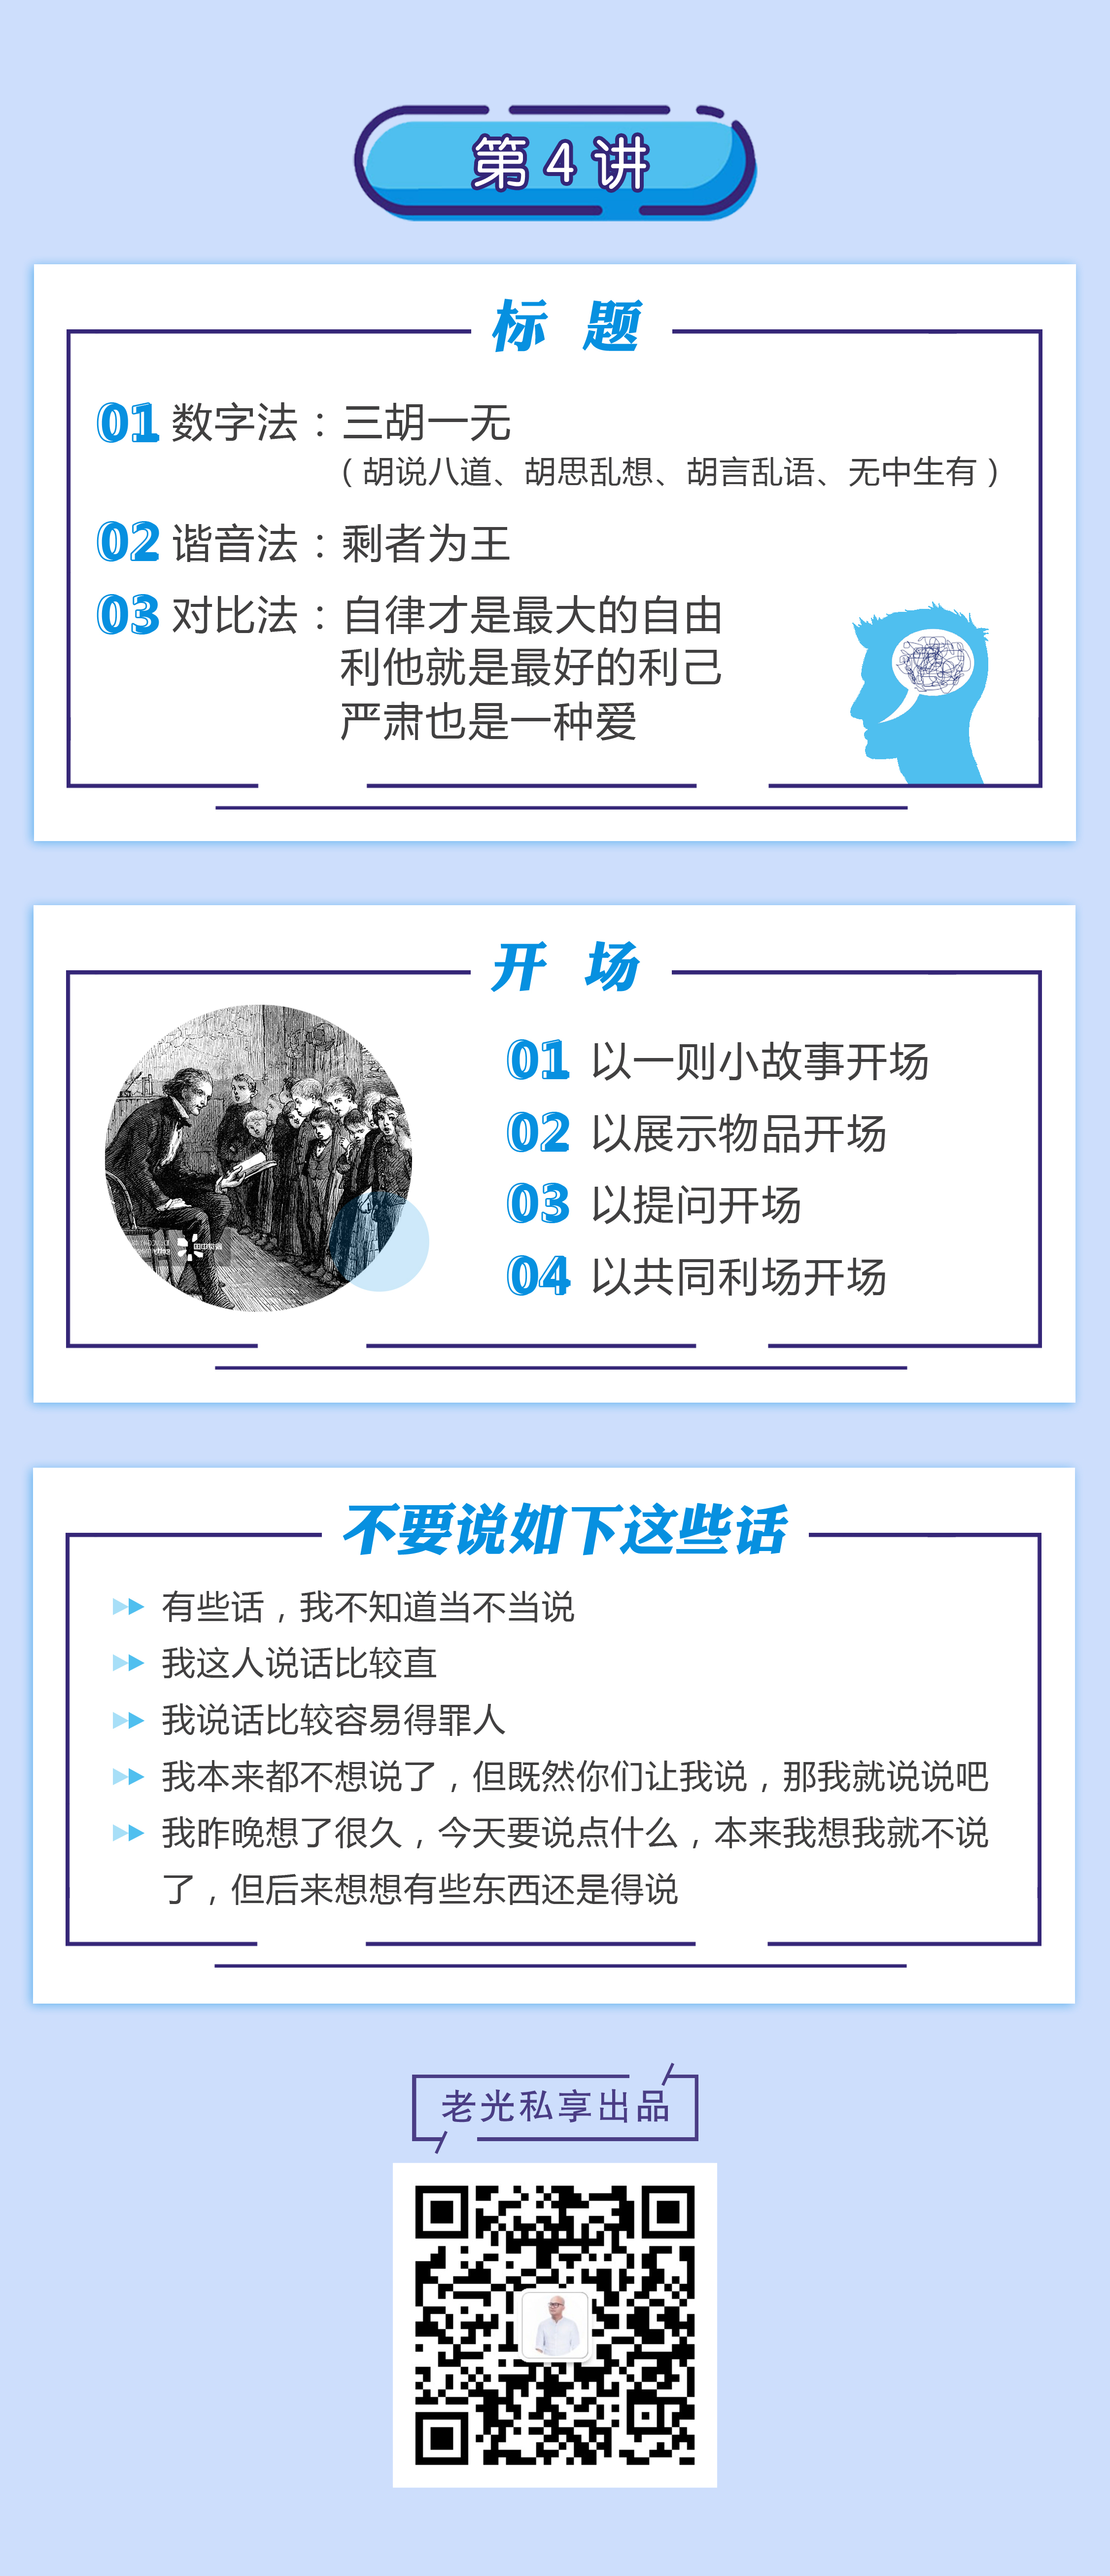 第 4 讲
标 题
01 数字法：三胡一无
（胡说八道、胡思乱想、胡言乱语、无中生有）
02 谐音法：剩者为王
03 对比法：自律才是最大的自由
利他就是最好的利己
严肃也是一种爱
开 场
01 以一则小故事开场
02 以展示物品开场
03 以提问开场
04 以共同利场开场
不要说如下这些话
有些话，我不知道当不当说
我这人说话比较直
我说话比较容易得罪人
我本来都不想说了，但既然你们让我说，那我就说说吧
我昨晚想了很久，今天要说点什么，本来我想我就不说
了，但后来想想有些东西还是得说
老光私享出品